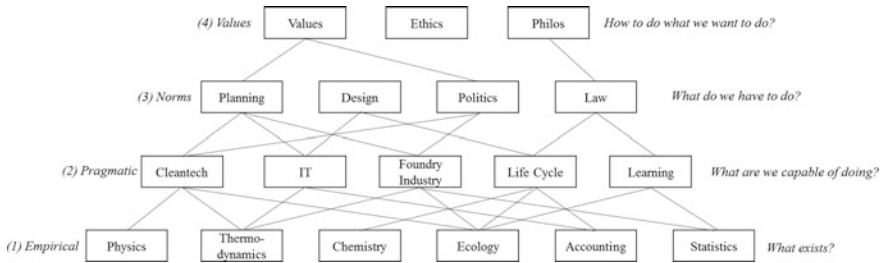 (4) Values Values Ethics Philos How to do what we want to do?
(3) Norms Planning Design Politics Law What do we have to do?
(2) Pragmatic Cleantech IT Foundry Industry Life Cycle Learning What are we capable of doing?
(1) Empirical Physics Thermo-dynamics Chemistry Ecology Accounting Statistics What exists?